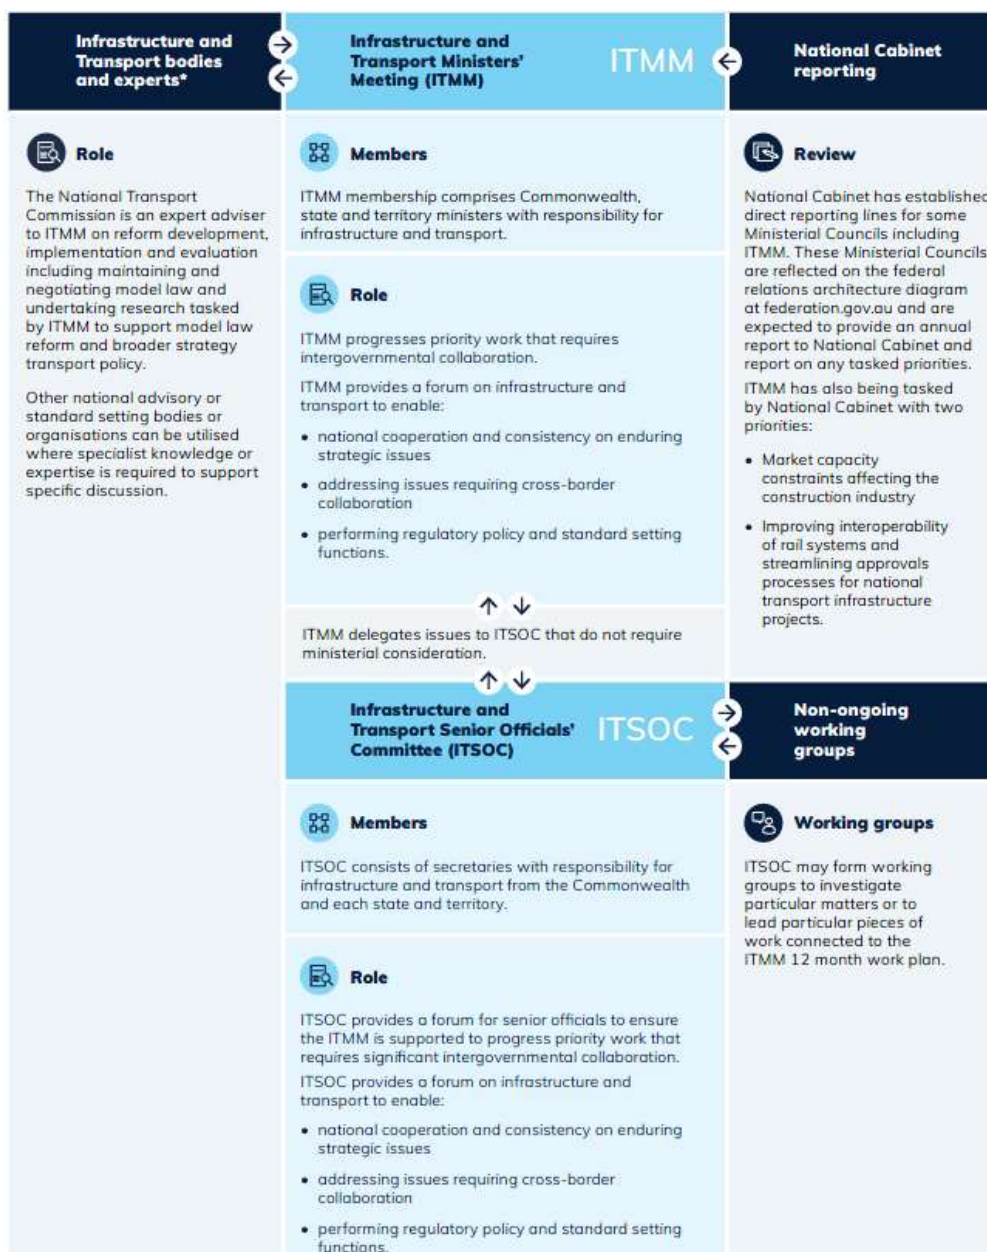 Infrastructure and
Transport bodies
and experts*
Role
The National Transport
Commission is an expert adviser
to ITMM on reform development,
implementation and evaluation
including maintaining and
negotiating model law and
undertaking research tasked
by ITMM to support model law
reform and broader strategy
transport policy.
Other national advisory or
standard setting bodies or
organisations can be utilised
where specialist knowledge or
expertise is required to support
specific discussion.
Infrastructure and
Transport Ministers'
Meeting (ITMM)
ITMM
Members
ITMM membership comprises Commonwealth,
state and territory ministers with responsibility for
infrastructure and transport.
Role
ITMM progresses priority work that requires
intergovernmental collaboration.
ITMM provides a forum on infrastructure and
transport to enable:
• national cooperation and consistency on enduring
strategic issues
• addressing issues requiring cross-border
collaboration
• performing regulatory policy and standard setting
functions.
ITMM delegates issues to ITSOC that do not require
ministerial consideration.
National Cabinet
reporting
Review
National Cabinet has established
direct reporting lines for some
Ministerial Councils including
ITMM. These Ministerial Councils
are reflected on the federal
relations architecture diagram
at federation.gov.au and are
expected to provide an annual
report to National Cabinet and
report on any tasked priorities.
ITMM has also being tasked
by National Cabinet with two
priorities:
• Market capacity
constraints affecting the
construction industry
• Improving interoperability
of rail systems and
streamlining approvals
processes for national
transport infrastructure
projects.
Infrastructure and
Transport Senior Officials'
Committee (ITSOC)
ITSOC
Members
ITSOC consists of secretaries with responsibility for
infrastructure and transport from the Commonwealth
and each state and territory.
Role
ITSOC provides a forum for senior officials to ensure
the ITMM is supported to progress priority work that
requires significant intergovernmental collaboration.
ITSOC provides a forum on infrastructure and
transport to enable:
• national cooperation and consistency on enduring
strategic issues
• addressing issues requiring cross-border
collaboration
• performing regulatory policy and standard setting
functions.
Non-ongoing
working
groups
Working groups
ITSOC may form working
groups to investigate
particular matters or to
lead particular pieces of
work connected to the
ITMM 12 month work plan.